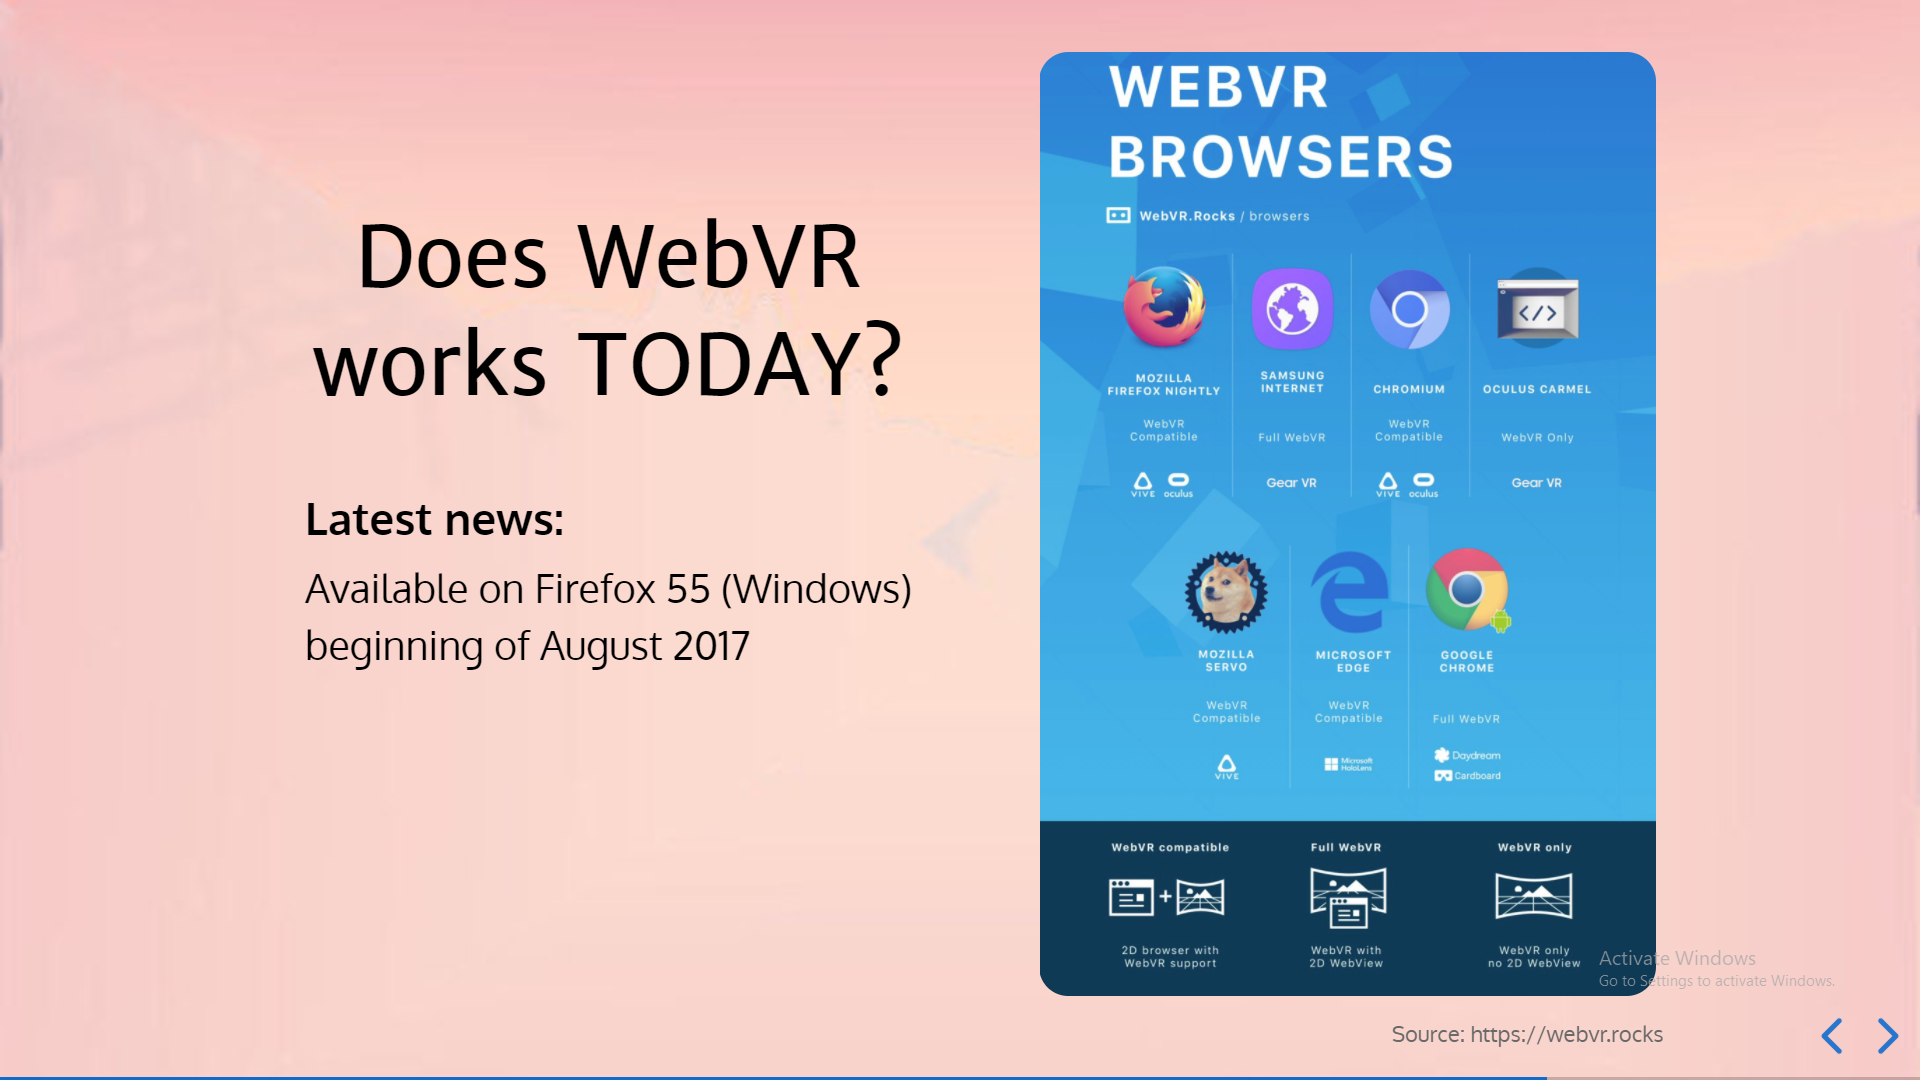 Does WebVR
works TODAY?
Latest news:
Available on Firefox 55 (Windows)
beginning of August 2017
WEBVR
BROWSERS
WebVR.Rocks / browsers
MOZILLA
FIREFOX NIGHTLY
WebVR
Compatible
VIVE oculus
SAMSUNG
INTERNET
Full WebVR
Gear VR
CHROMIUM
WebVR
Compatible
VIVE oculus
OCULUS CARMEL
WebVR Only
Gear VR
MOZILLA
SERVO
WebVR
Compatible
VIVE
MICROSOFT
EDGE
WebVR
Compatible
Microsoft
HoloLens
GOOGLE
CHROME
Full WebVR
Daydream
Cardboard
WebVR compatible
2D browser with
WebVR support
Full WebVR
WebVR with
2D WebView
WebVR only
WebVR only
no 2D WebView
Activate Windows
Go to Settings to activate Windows.
Source: https://webvr.rocks